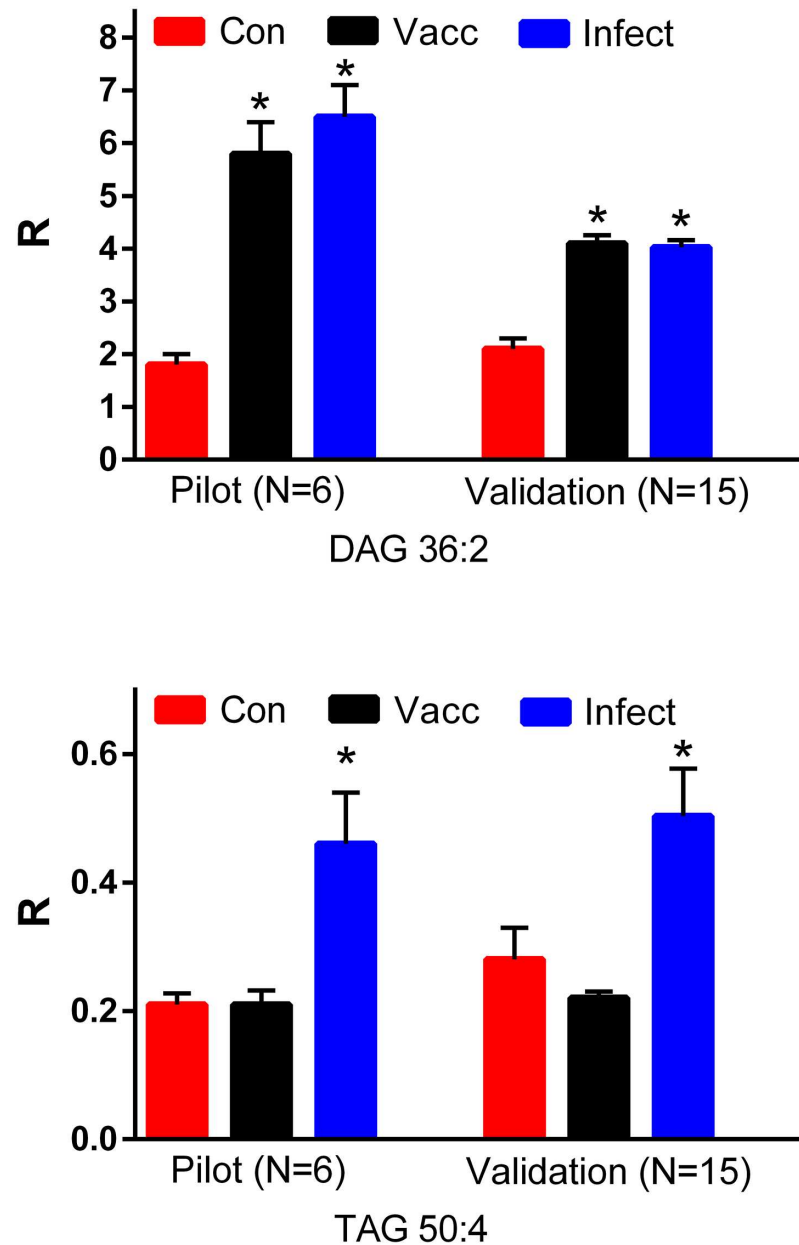 Con Vacc Infect
8
7
6
5
4
3
2
1
0
R
* * * *
Pilot (N=6) Validation (N=15)
DAG 36:2
Con Vacc Infect
0.6
0.4
0.2
0.0
R
* *
Pilot (N=6) Validation (N=15)
TAG 50:4